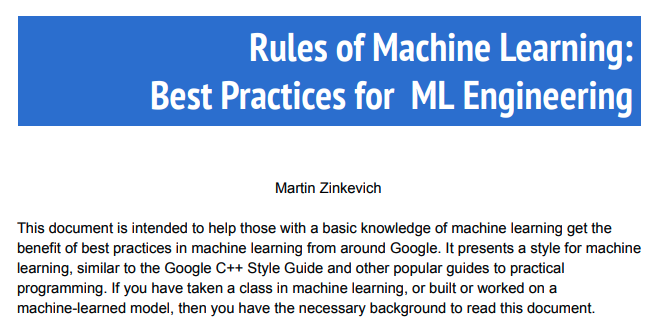 Rules of Machine Learning:
Best Practices for ML Engineering
Martin Zinkevich
This document is intended to help those with a basic knowledge of machine learning get the
benefit of best practices in machine learning from around Google. It presents a style for machine
learning, similar to the Google C++ Style Guide and other popular guides to practical
programming. If you have taken a class in machine learning, or built or worked on a
machine-learned model, then you have the necessary background to read this document.